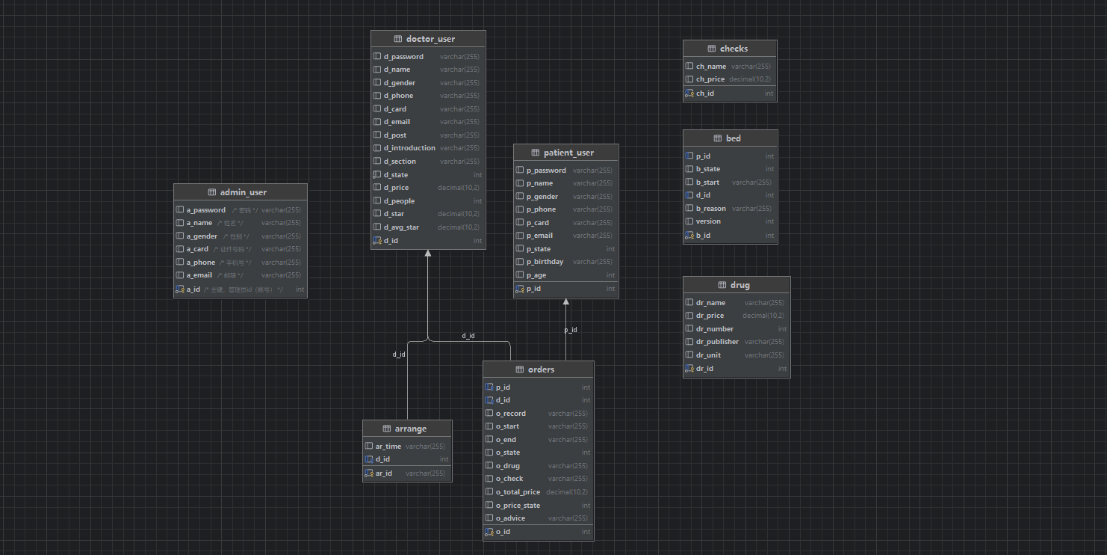 doctor_user
d_password varchar(255)
d_name varchar(255)
d_gender varchar(255)
d_phone varchar(255)
d_card varchar(255)
d_email varchar(255)
d_post varchar(255)
d_introduction varchar(255)
d_section varchar(255)
d_state int
d_price decimal(10,2)
d_people int
d_star decimal(10,2)
d_avg_star decimal(10,2)
d_id int
checks
ch_name varchar(255)
ch_price decimal(10,2)
ch_id int
bed
p_id int
b_state int
b_start varchar(255)
d_id int
b_reason varchar(255)
version int
b_id int
patient_user
p_password varchar(255)
p_name varchar(255)
p_gender varchar(255)
p_phone varchar(255)
p_card varchar(255)
p_email varchar(255)
p_state int
p_birthday varchar(255)
p_age int
p_id int
admin_user
a_password /* 密码 */ varchar(255)
a_name /* 姓名 */ varchar(255)
a_gender /* 性别 */ varchar(255)
a_card /* 证件号码 */ varchar(255)
a_phone /* 手机号 */ varchar(255)
a_email /* 邮箱 */ varchar(255)
a_id /* */ int
drug
dr_name varchar(255)
dr_price decimal(10,2)
dr_number int
dr_publisher varchar(255)
dr_unit varchar(255)
dr_id int
d_id
p_id
d_id
orders
p_id int
d_id int
o_record varchar(255)
o_start varchar(255)
o_end varchar(255)
o_state int
o_drug varchar(255)
o_check varchar(255)
o_total_price decimal(10,2)
o_price_state int
o_advice varchar(255)
o_id int
arrange
ar_time varchar(255)
d_id int
ar_id varchar(255)